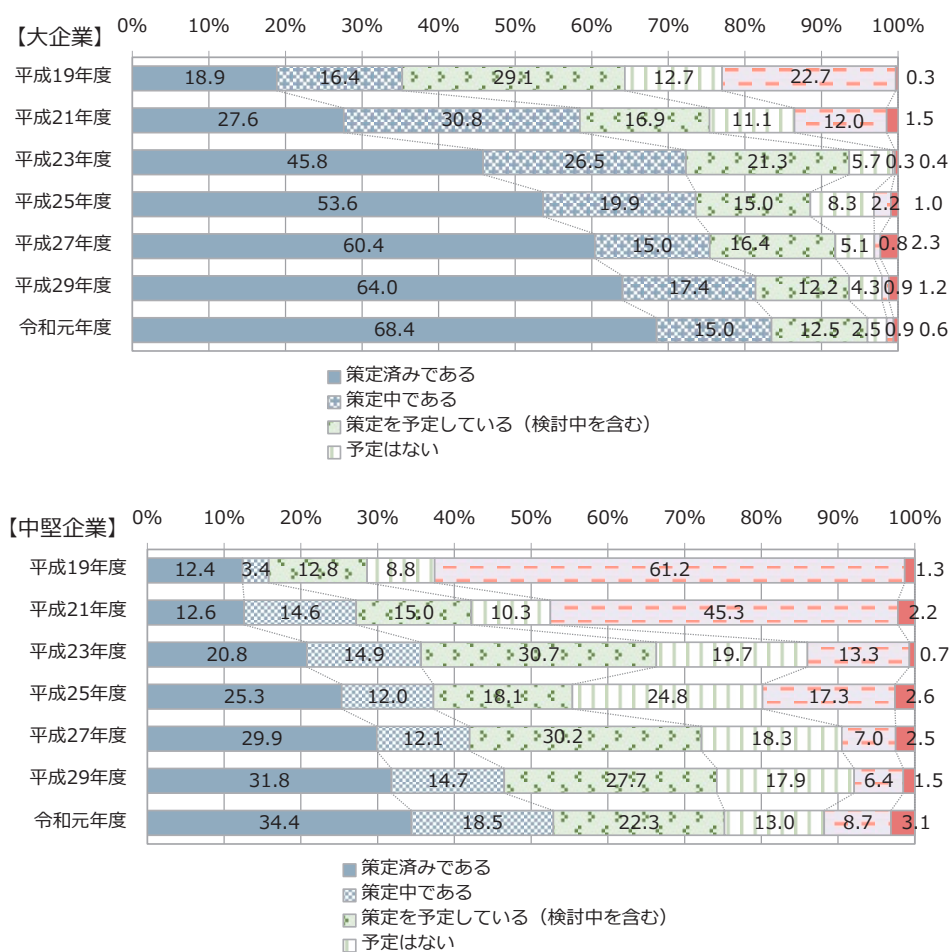 【大企業】
0% 10% 20% 30% 40% 50% 60% 70% 80% 90% 100%
平成19年度 18.9 16.4 29.1 12.7 22.7 0.3
平成21年度 27.6 30.8 16.9 11.1 12.0 1.5
平成23年度 45.8 26.5 21.3 5.7 0.3 0.4
平成25年度 53.6 19.9 15.0 8.3 2.2 1.0
平成27年度 60.4 15.0 16.4 5.1 0.8 2.3
平成29年度 64.0 17.4 12.2 4.3 0.9 1.2
令和元年度 68.4 15.0 12.5 2.5 0.9 0.6
策定済みである
策定中である
策定を予定している（検討中を含む）
予定はない
【中堅企業】
0% 10% 20% 30% 40% 50% 60% 70% 80% 90% 100%
平成19年度 12.4 3.4 12.8 8.8 61.2 1.3
平成21年度 12.6 14.6 15.0 10.3 45.3 2.2
平成23年度 20.8 14.9 30.7 19.7 13.3 0.7
平成25年度 25.3 12.0 18.1 24.8 17.3 2.6
平成27年度 29.9 12.1 30.2 18.3 7.0 2.5
平成29年度 31.8 14.7 27.7 17.9 6.4 1.5
令和元年度 34.4 18.5 22.3 13.0 8.7 3.1
策定済みである
策定中である
策定を予定している（検討中を含む）
予定はない